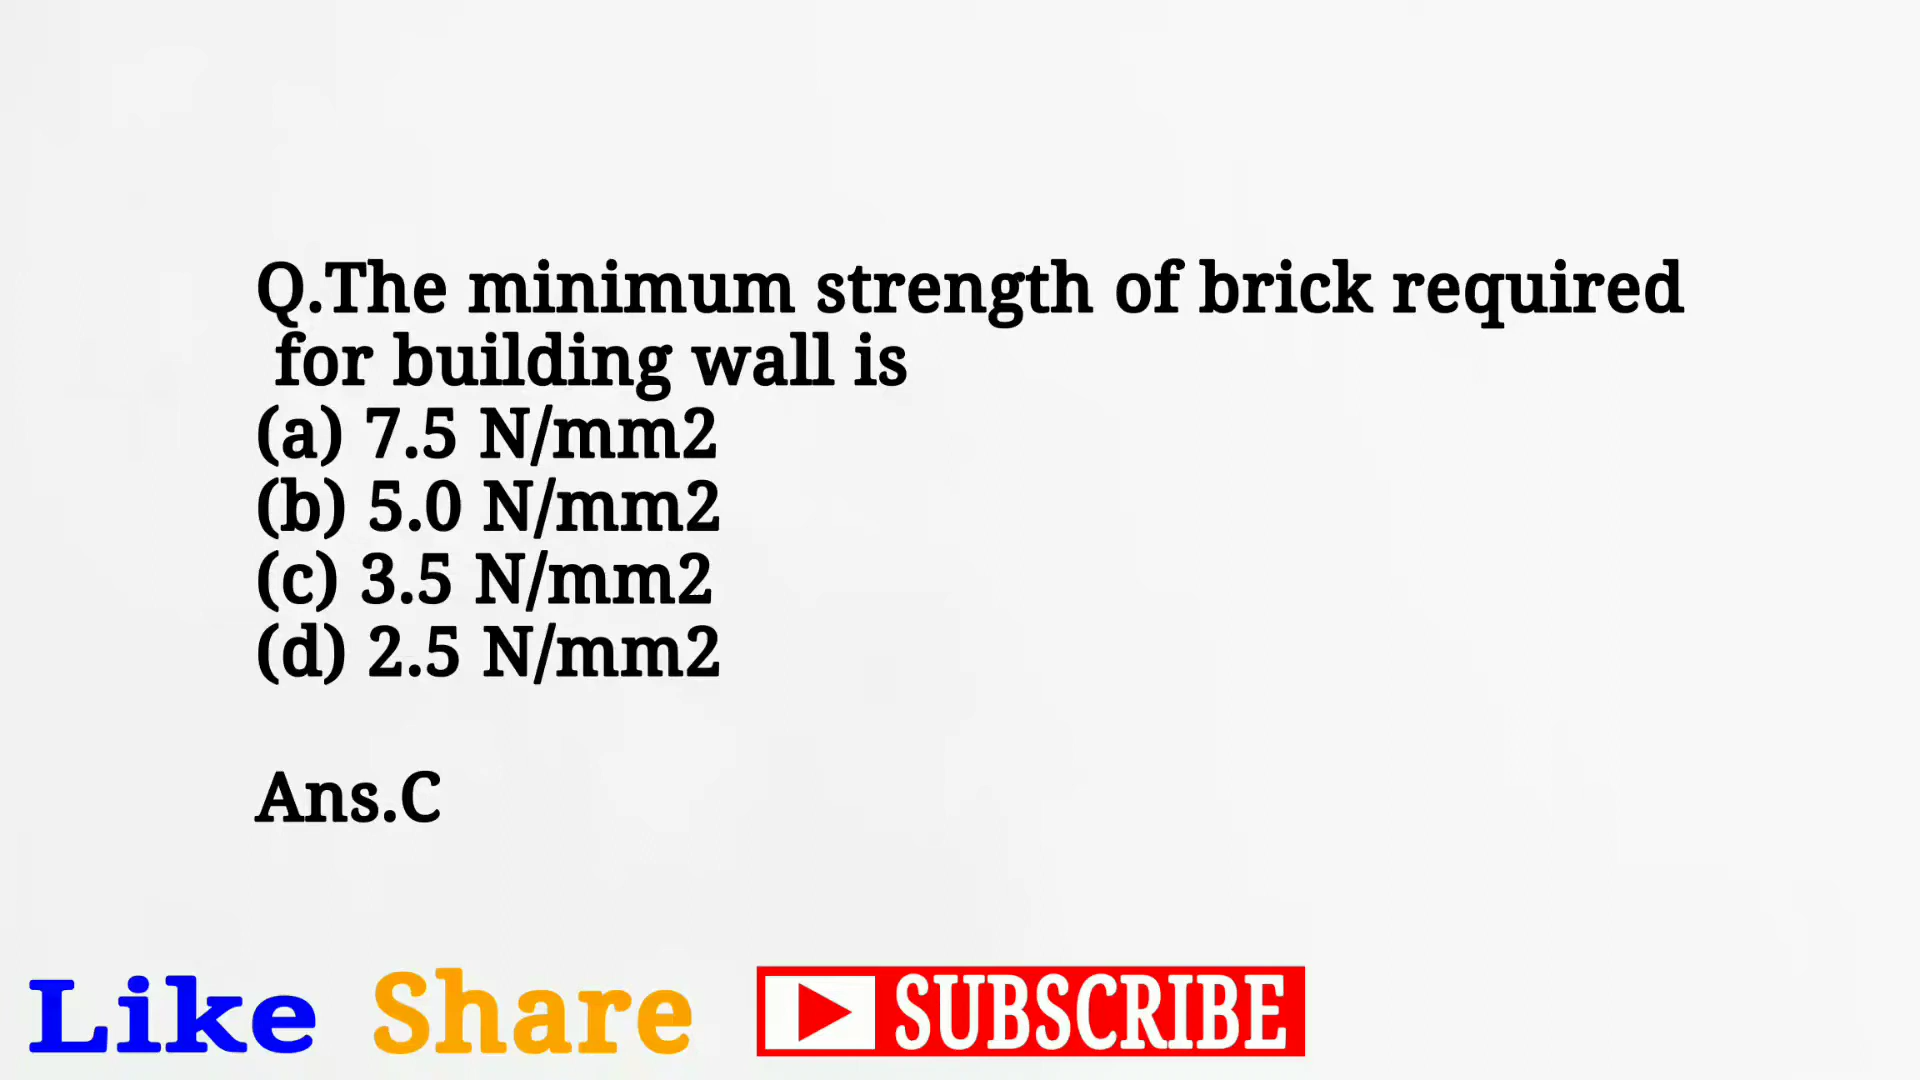 Q.The minimum strength of brick required
for building wall is
(a) 7.5 N/mm2
(b) 5.0 N/mm2
(c) 3.5 N/mm2
(d) 2.5 N/mm2
Ans.C
Like Share SUBSCRIBE